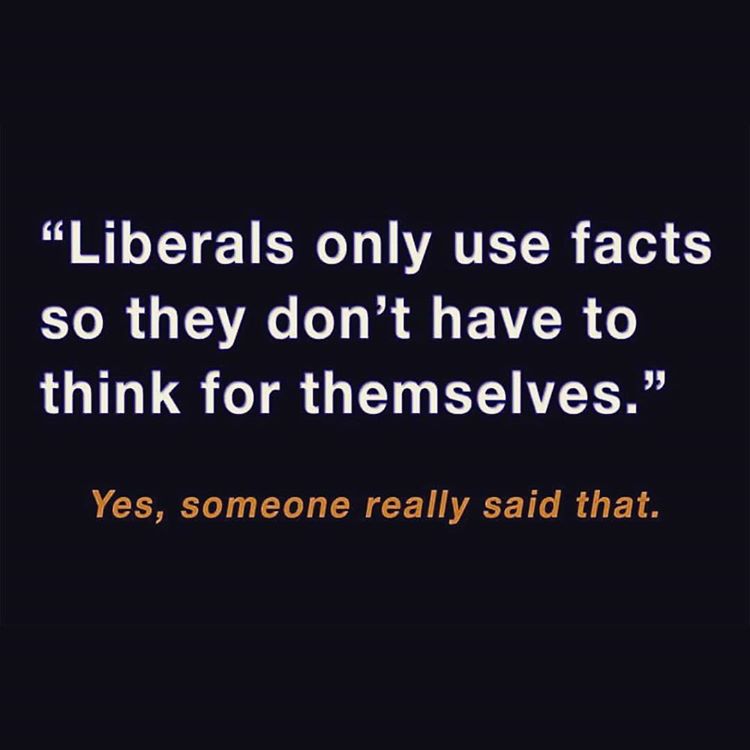 “Liberals only use facts
so they don’t have to
think for themselves.”
Yes, someone really said that.